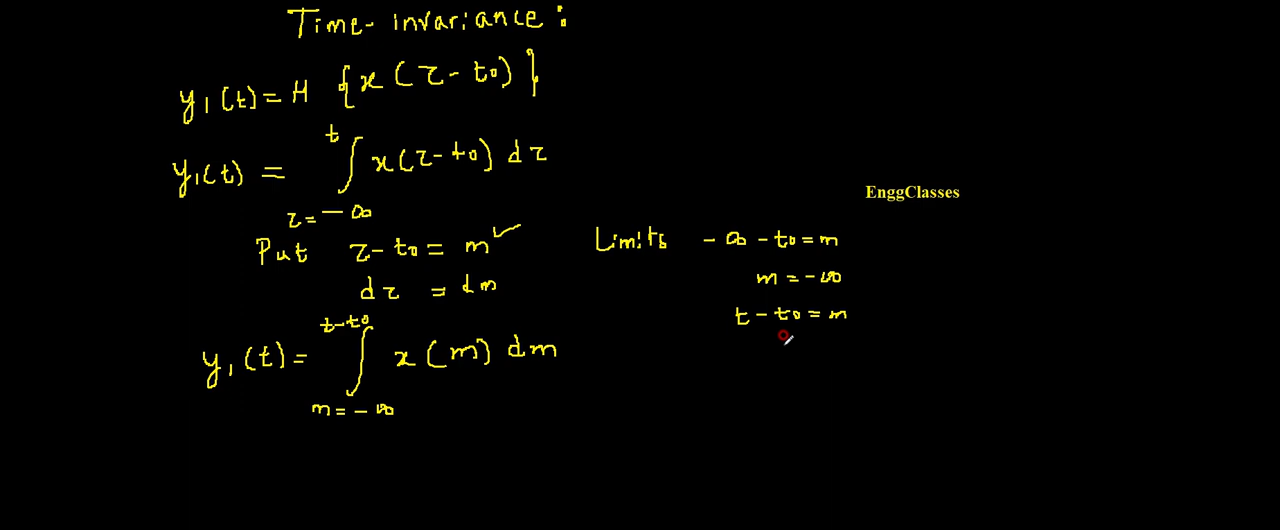 Time-invariance:
y₁(t) = H {x(τ - t₀)}
y₁(t) = ∫_{τ=-∞}^{t} x(τ - t₀) dτ
EnggClasses
Put τ - t₀ = m ✓
dτ = dm
Limits -∞ - t₀ = m
m = -∞
t - t₀ = m
y₁(t) = ∫_{m=-∞}^{t-t₀} x(m) dm